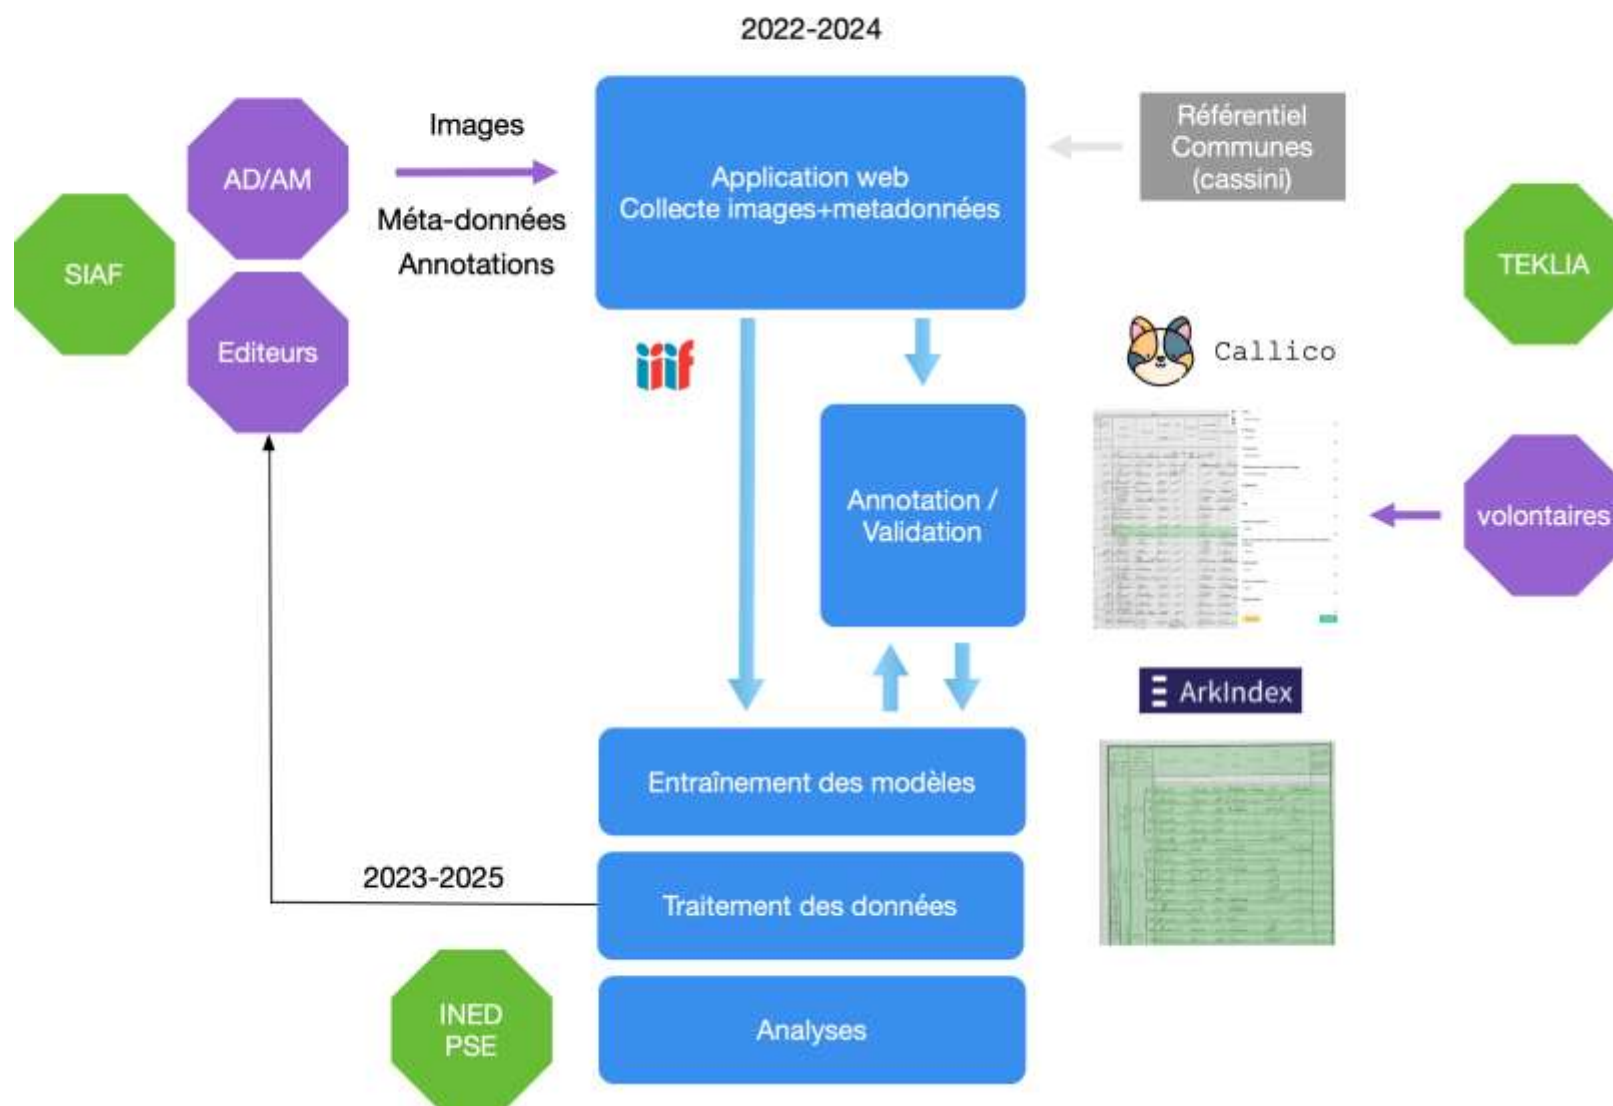 2022-2024
AD/AM
Images
Méta-données
Annotations
SIAF
Editeurs
Application web
Collecte images+metadonnées
Référentiel
Communes
(cassini)
TEKLIA
iiif
Callico
Annotation /
Validation
volontaires
ArkIndex
Entraînement des modèles
2023-2025
Traitement des données
INED
PSE
Analyses